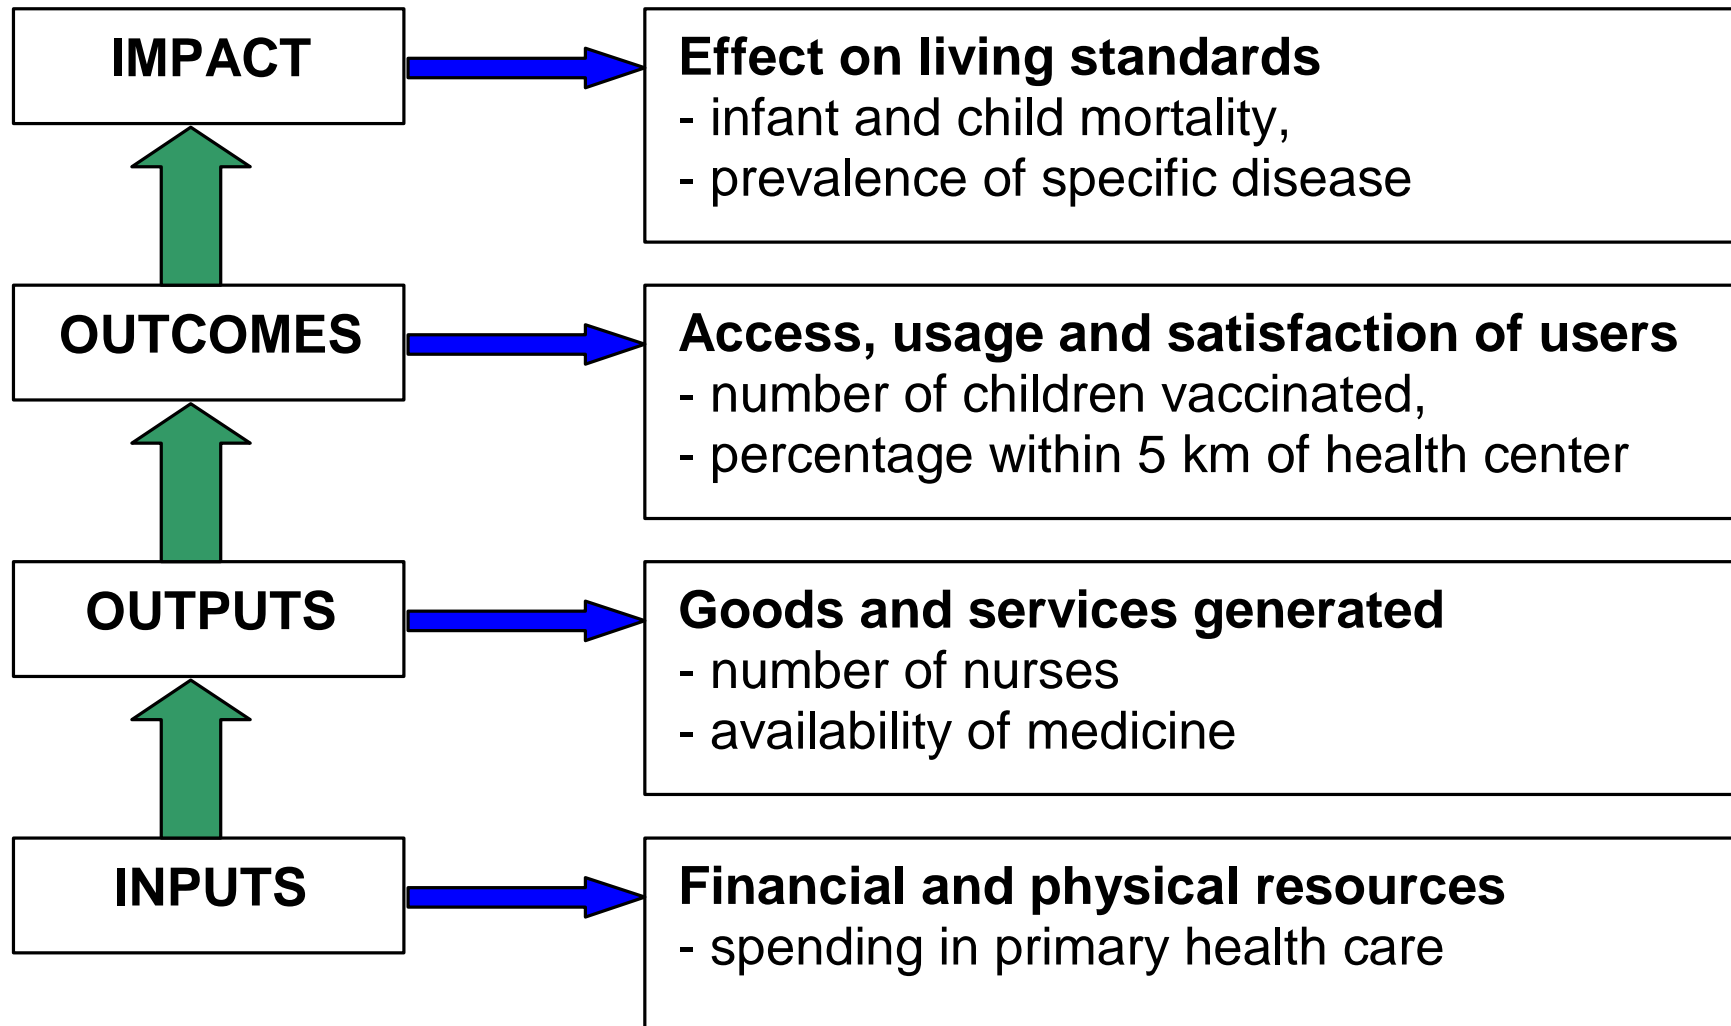 IMPACT
Effect on living standards
- infant and child mortality,
- prevalence of specific disease
OUTCOMES
Access, usage and satisfaction of users
- number of children vaccinated,
- percentage within 5 km of health center
OUTPUTS
Goods and services generated
- number of nurses
- availability of medicine
INPUTS
Financial and physical resources
- spending in primary health care